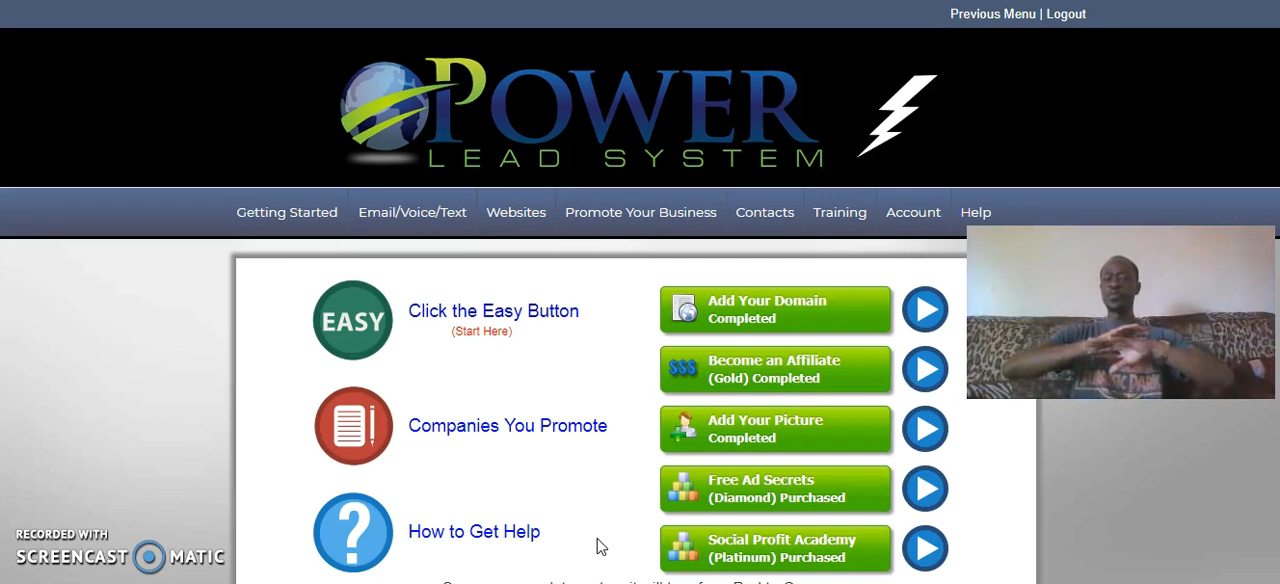 Previous Menu | Logout
POWER
LEAD SYSTEM
Getting Started Email/Voice/Text Websites Promote Your Business Contacts Training Account Help
EASY
Click the Easy Button
(Start Here)
Companies You Promote
How to Get Help
Add Your Domain
Completed
$$$
Become an Affiliate
(Gold) Completed
Add Your Picture
Completed
Free Ad Secrets
(Diamond) Purchased
Social Profit Academy
(Platinum) Purchased
RECORDED WITH
SCREENCAST MATIC